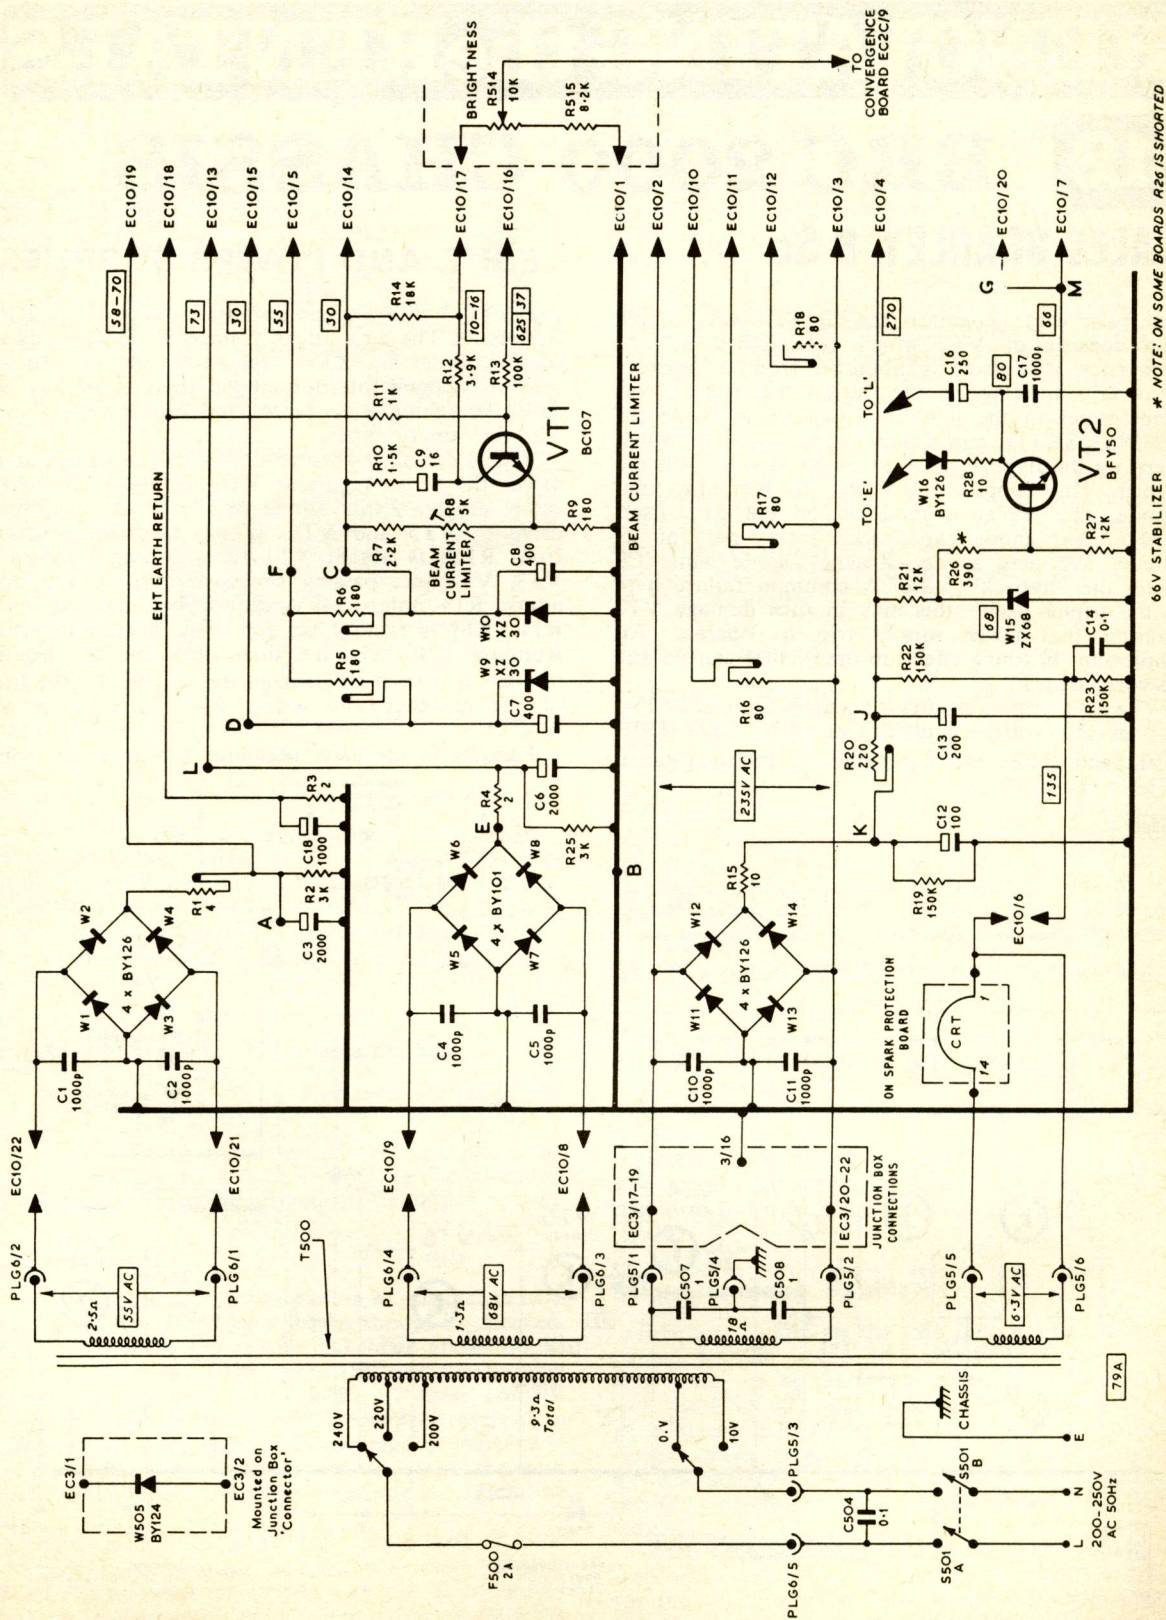 EC3/1
W505
BY124
EC3/2
Mounted on
Junction Box
'Connector'
PLG6/2
2·5Ω
55V AC
PLG6/1
EC10/22
EC10/21
T500
C1
1000p
C2
1000p
W1
W2
W3
W4
4 x BY126
R1
4
A
C3
2000
R2
3K
C18
1000
R3
2
EHT EARTH RETURN
58-70
73
30
55
30
EC10/19
EC10/18
EC10/13
EC10/15
EC10/5
EC10/14
240V
220V
200V
9·3Ω
Total
0.V
10V
F500
2A
PLG6/5
PLG5/3
C504
0·1
S501
A
S501
B
L
N
E
200-250V
AC 50Hz
CHASSIS
79A
PLG6/4
1·3Ω
68V AC
PLG6/3
EC10/9
EC10/8
C4
1000p
C5
1000p
W5
W6
W7
W8
4 x BY101
E
R4
2
R25
3K
C6
2000
L
D
C7
400
W9
XZ
30
R5
180
R6
180
W10
XZ
30
C8
400
F
C
R7
2·2K
BEAM
CURRENT
LIMITER
R8
5K
R9
180
R10
1·5K
C9
16
R11
1K
VT1
BC107
R12
3·9K
R13
100K
R14
18K
10-16
625
37
EC10/17
EC10/16
BRIGHTNESS
R514
10K
R515
8·2K
TO
CONVERGENCE
BOARD EC2C/9
B
BEAM CURRENT LIMITER
EC10/1
EC10/2
EC10/10
EC10/11
EC10/12
EC10/3
EC10/4
PLG5/1
C507
1
PLG5/4
C508
1
18
Ω
PLG5/2
EC3/17-19
3/16
EC3/20-22
JUNCTION BOX
CONNECTIONS
C10
1000p
C11
1000p
W11
W12
W13
W14
4 x BY126
R15
10
235V AC
R16
80
R17
80
R18
80
270
PLG5/5
6·3V AC
PLG5/6
ON SPARK PROTECTION
BOARD
CRT
14
1
EC10/6
K
R19
150K
C12
100
R20
220
J
C13
200
135
R22
150K
R23
150K
C14
0·1
R21
12K
68
W15
ZX68
R26
390
*
R27
12K
TO 'E'
TO 'L'
W16
BY126
R28
10
VT2
BFY50
C16
250
80
C17
1000p
G
M
66
EC10/20
EC10/7
66V STABILIZER
* NOTE: ON SOME BOARDS R26 IS SHORTED